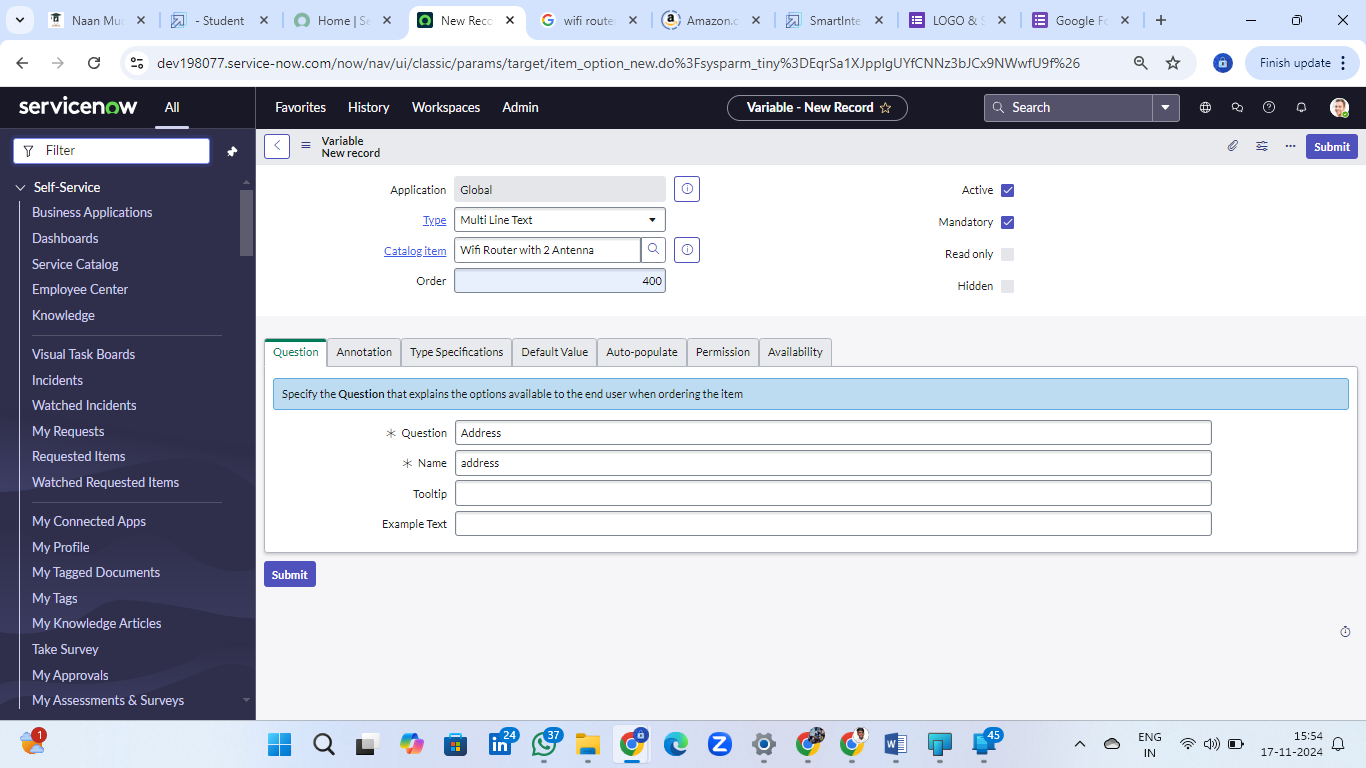 Naan Mu
- Student
Home | Se
New Reco
wifi route
Amazon.c
SmartInte
LOGO & S
Google Fo
dev198077.service-now.com/now/nav/ui/classic/params/target/item_option_new.do%3Fsysparm_tiny%3DEqrSa1XJppIgUYfCNNz3bJCx9NWwfU9f%26
Finish update
servicenow
All
Favorites
History
Workspaces
Admin
Variable - New Record
Search
Filter
Variable
New record
Submit
Self-Service
Business Applications
Dashboards
Service Catalog
Employee Center
Knowledge
Visual Task Boards
Incidents
Watched Incidents
My Requests
Requested Items
Watched Requested Items
My Connected Apps
My Profile
My Tagged Documents
My Tags
My Knowledge Articles
Take Survey
My Approvals
My Assessments & Surveys
Application Global
Active
Type Multi Line Text
Mandatory
Catalog item Wifi Router with 2 Antenna
Read only
Order 400
Hidden
Question
Annotation
Type Specifications
Default Value
Auto-populate
Permission
Availability
Specify the Question that explains the options available to the end user when ordering the item
Question Address
Name address
Tooltip
Example Text
Submit
1
24
37
45
ENG
IN
15:54
17-11-2024